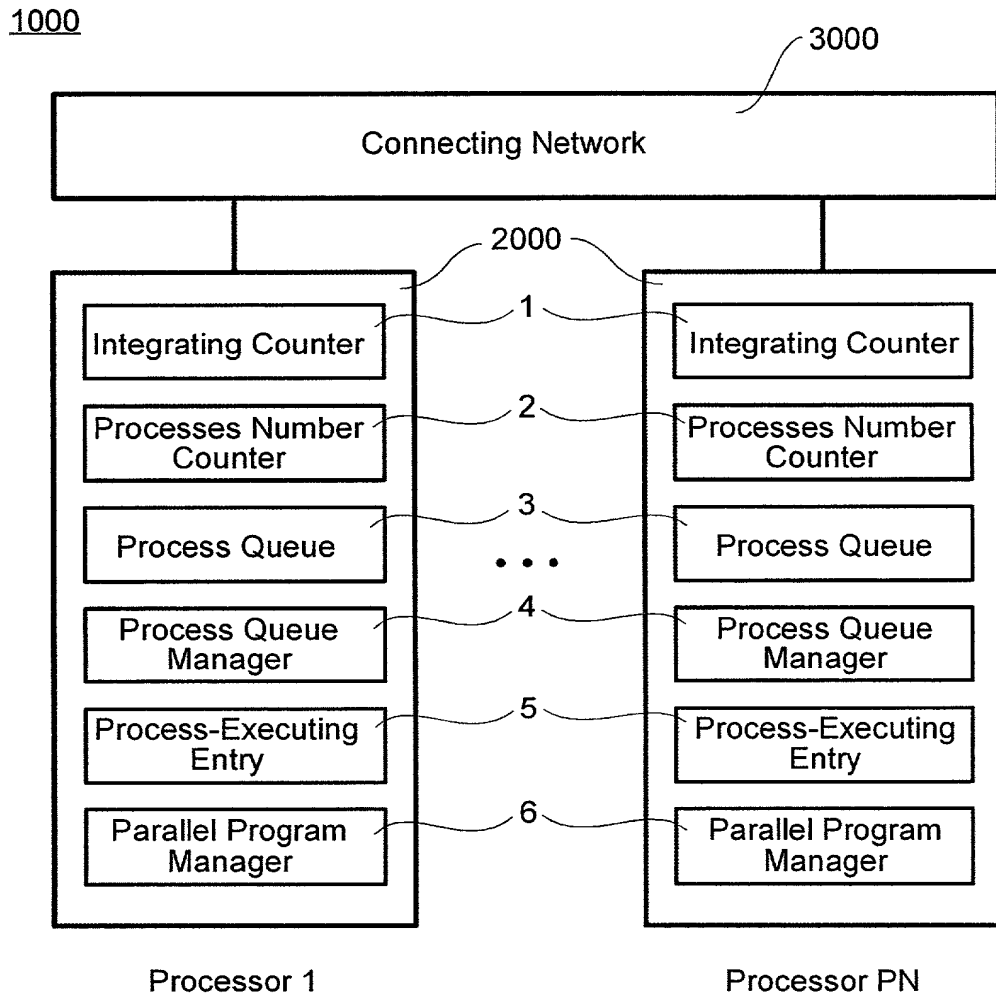 1000
3000
Connecting Network
2000
Integrating Counter
1
Integrating Counter
Processes Number
Counter
2
Processes Number
Counter
Process Queue
3
Process Queue
• • •
Process Queue
Manager
4
Process Queue
Manager
Process-Executing
Entry
5
Process-Executing
Entry
Parallel Program
Manager
6
Parallel Program
Manager
Processor 1
Processor PN